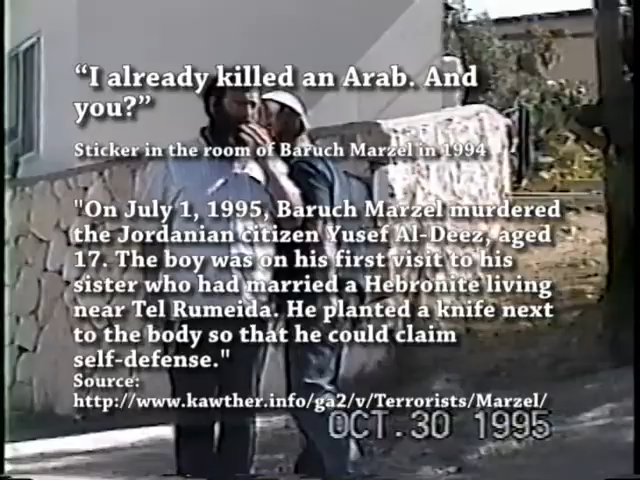 “I already killed an Arab. And
you?”
Sticker in the room of Baruch Marzel in 1994
"On July 1, 1995, Baruch Marzel murdered
the Jordanian citizen Yusef Al-Deez, aged
17. The boy was on his first visit to his
sister who had married a Hebronite living
near Tel Rumeida. He planted a knife next
to the body so that he could claim
self-defense."
Source:
http://www.kawther.info/ga2/v/Terrorists/Marzel/
OCT.30 1995